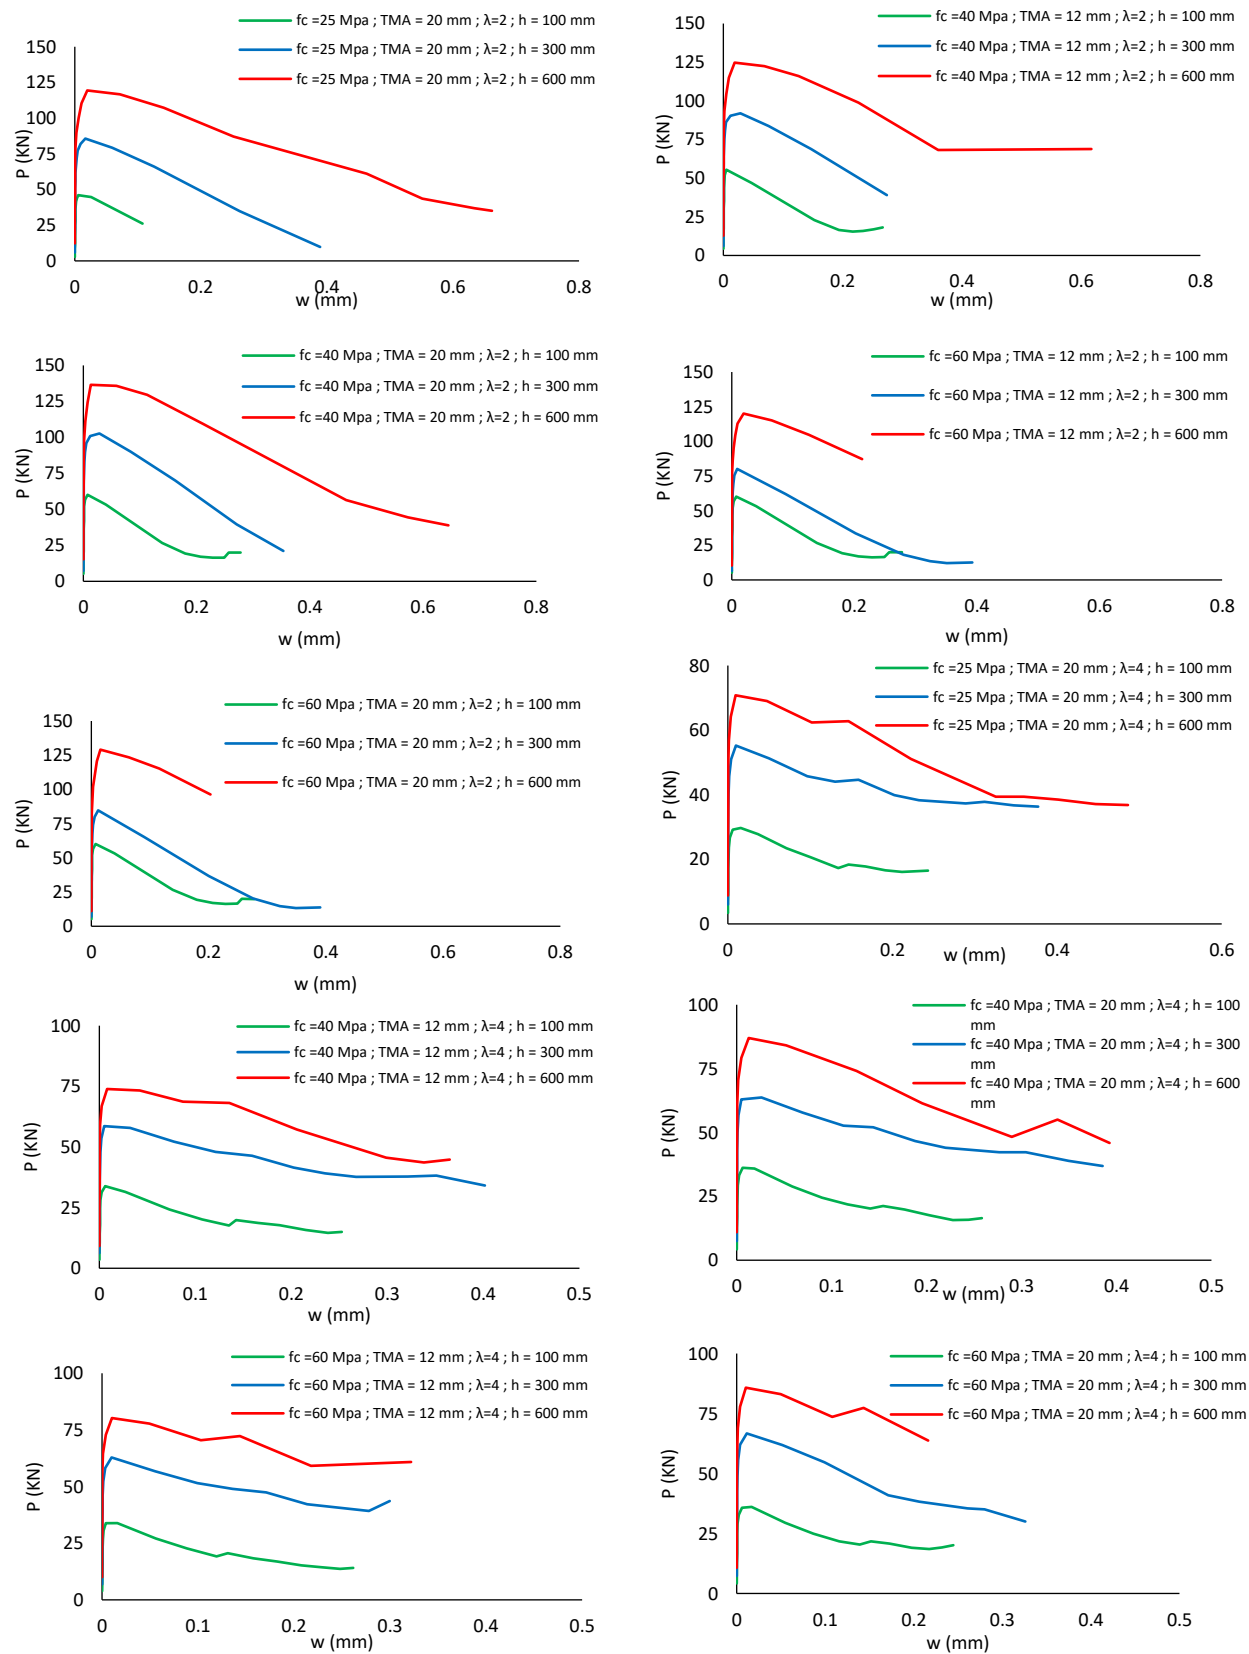 fc =25 Mpa ; TMA = 20 mm ; λ=2 ; h = 100 mm
fc =25 Mpa ; TMA = 20 mm ; λ=2 ; h = 300 mm
fc =25 Mpa ; TMA = 20 mm ; λ=2 ; h = 600 mm
150
125
100
75
50
25
0
P (KN)
0 0.2 0.4 0.6 0.8
w (mm)
fc =40 Mpa ; TMA = 12 mm ; λ=2 ; h = 100 mm
fc =40 Mpa ; TMA = 12 mm ; λ=2 ; h = 300 mm
fc =40 Mpa ; TMA = 12 mm ; λ=2 ; h = 600 mm
150
125
100
75
50
25
0
P (KN)
0 0.2 0.4 0.6 0.8
w (mm)
fc =40 Mpa ; TMA = 20 mm ; λ=2 ; h = 100 mm
fc =40 Mpa ; TMA = 20 mm ; λ=2 ; h = 300 mm
fc =40 Mpa ; TMA = 20 mm ; λ=2 ; h = 600 mm
150
125
100
75
50
25
0
P (KN)
0 0.2 0.4 0.6 0.8
w (mm)
fc =60 Mpa ; TMA = 12 mm ; λ=2 ; h = 100 mm
fc =60 Mpa ; TMA = 12 mm ; λ=2 ; h = 300 mm
fc =60 Mpa ; TMA = 12 mm ; λ=2 ; h = 600 mm
150
125
100
75
50
25
0
P (KN)
0 0.2 0.4 0.6 0.8
w (mm)
fc =60 Mpa ; TMA = 20 mm ; λ=2 ; h = 100 mm
fc =60 Mpa ; TMA = 20 mm ; λ=2 ; h = 300 mm
fc =60 Mpa ; TMA = 20 mm ; λ=2 ; h = 600 mm
150
125
100
75
50
25
0
P (KN)
0 0.2 0.4 0.6 0.8
w (mm)
fc =25 Mpa ; TMA = 20 mm ; λ=4 ; h = 100 mm
fc =25 Mpa ; TMA = 20 mm ; λ=4 ; h = 300 mm
fc =25 Mpa ; TMA = 20 mm ; λ=4 ; h = 600 mm
80
60
40
20
0
P (KN)
0 0.2 0.4 0.6
w (mm)
fc =40 Mpa ; TMA = 12 mm ; λ=4 ; h = 100 mm
fc =40 Mpa ; TMA = 12 mm ; λ=4 ; h = 300 mm
fc =40 Mpa ; TMA = 12 mm ; λ=4 ; h = 600 mm
100
75
50
25
0
P (KN)
0 0.1 0.2 0.3 0.4 0.5
w (mm)
fc =40 Mpa ; TMA = 20 mm ; λ=4 ; h = 100
mm
fc =40 Mpa ; TMA = 20 mm ; λ=4 ; h = 300
mm
fc =40 Mpa ; TMA = 20 mm ; λ=4 ; h = 600
mm
100
75
50
25
0
P (KN)
0 0.1 0.2 0.3 0.4 0.5
w (mm)
fc =60 Mpa ; TMA = 12 mm ; λ=4 ; h = 100 mm
fc =60 Mpa ; TMA = 12 mm ; λ=4 ; h = 300 mm
fc =60 Mpa ; TMA = 12 mm ; λ=4 ; h = 600 mm
100
75
50
25
0
P (KN)
0 0.1 0.2 0.3 0.4 0.5
w (mm)
fc =60 Mpa ; TMA = 20 mm ; λ=4 ; h = 100 mm
fc =60 Mpa ; TMA = 20 mm ; λ=4 ; h = 300 mm
fc =60 Mpa ; TMA = 20 mm ; λ=4 ; h = 600 mm
100
75
50
25
0
P (KN)
0 0.1 0.2 0.3 0.4 0.5
w (mm)